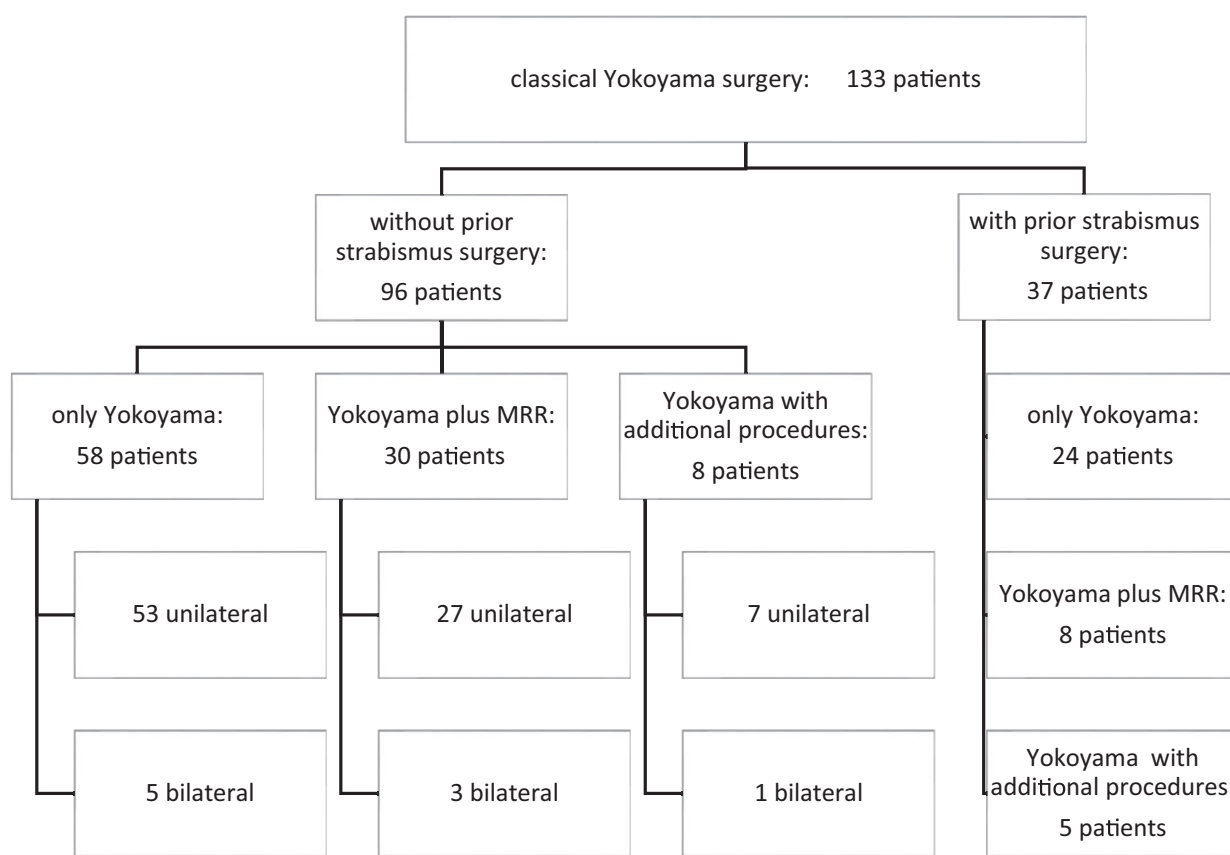 classical Yokoyama surgery: 133 patients
without prior
strabismus surgery:
96 patients
with prior strabismus
surgery:
37 patients
only Yokoyama:
58 patients
Yokoyama plus MRR:
30 patients
Yokoyama with
additional procedures:
8 patients
only Yokoyama:
24 patients
53 unilateral
27 unilateral
7 unilateral
Yokoyama plus MRR:
8 patients
5 bilateral
3 bilateral
1 bilateral
Yokoyama with
additional procedures
5 patients